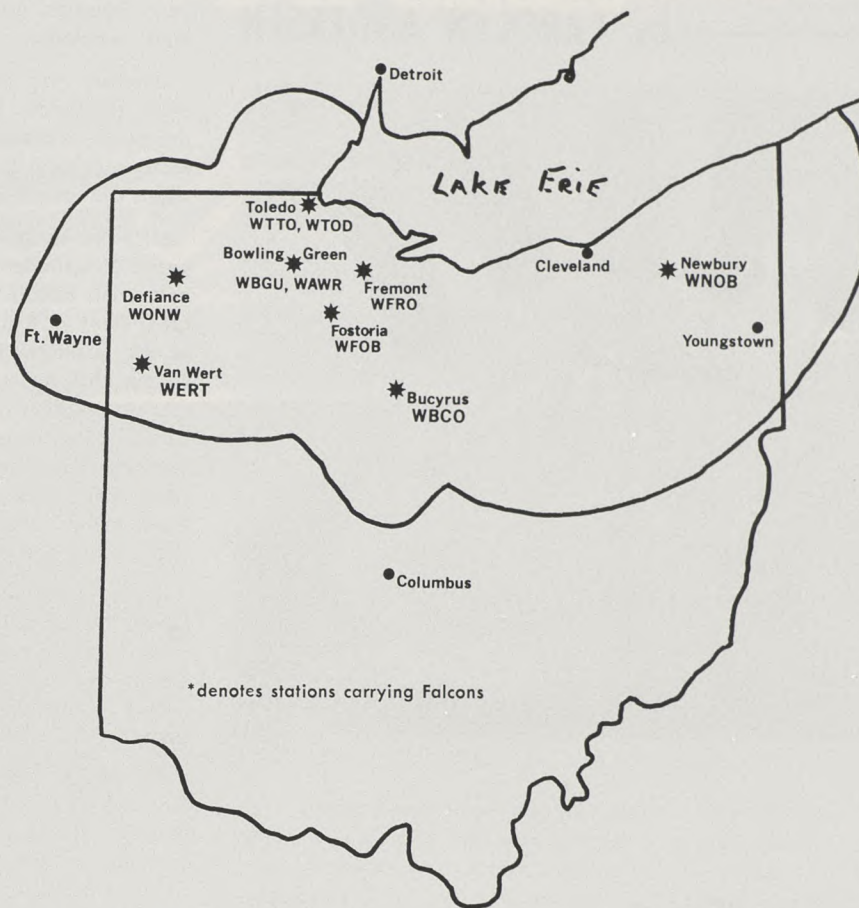 Detroit
LAKE ERIE
Toledo
WTTO, WTOD
Bowling Green
WBGU, WAWR
Fremont
WFRO
Cleveland
Newbury
WNOB
Defiance
WONW
Fostoria
WFOB
Ft. Wayne
Youngstown
Van Wert
WERT
Bucyrus
WBCO
Columbus
*denotes stations carrying Falcons